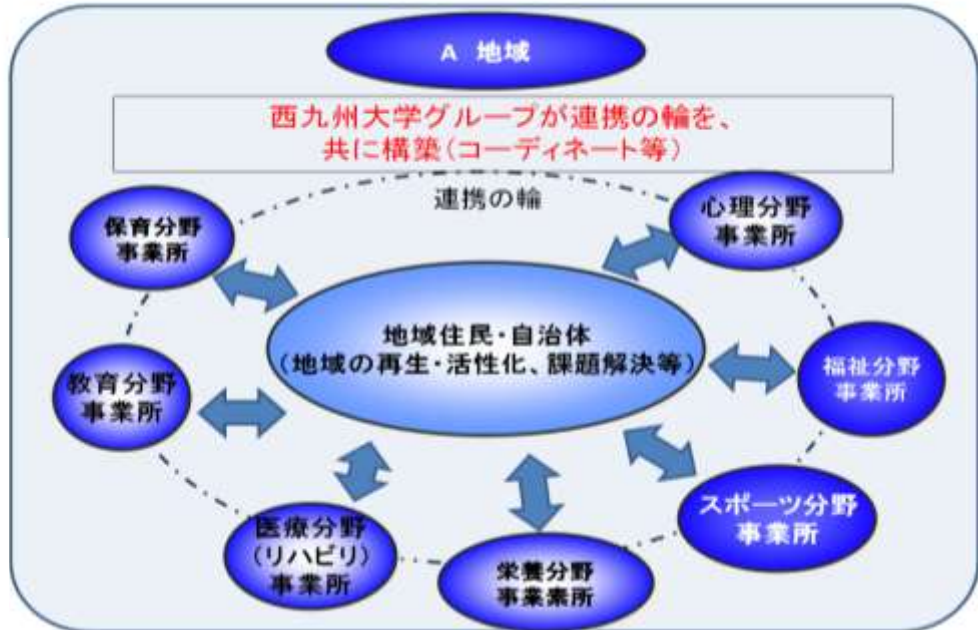 A 地域
西九州大学グループが連携の輪を、
共に構築(コーディネート等)
連携の輪
保育分野
事業所
心理分野
事業所
地域住民・自治体
(地域の再生・活性化、課題解決等)
教育分野
事業所
福祉分野
事業所
スポーツ分野
事業所
医療分野
(リハビリ)
事業所
栄養分野
事業素所